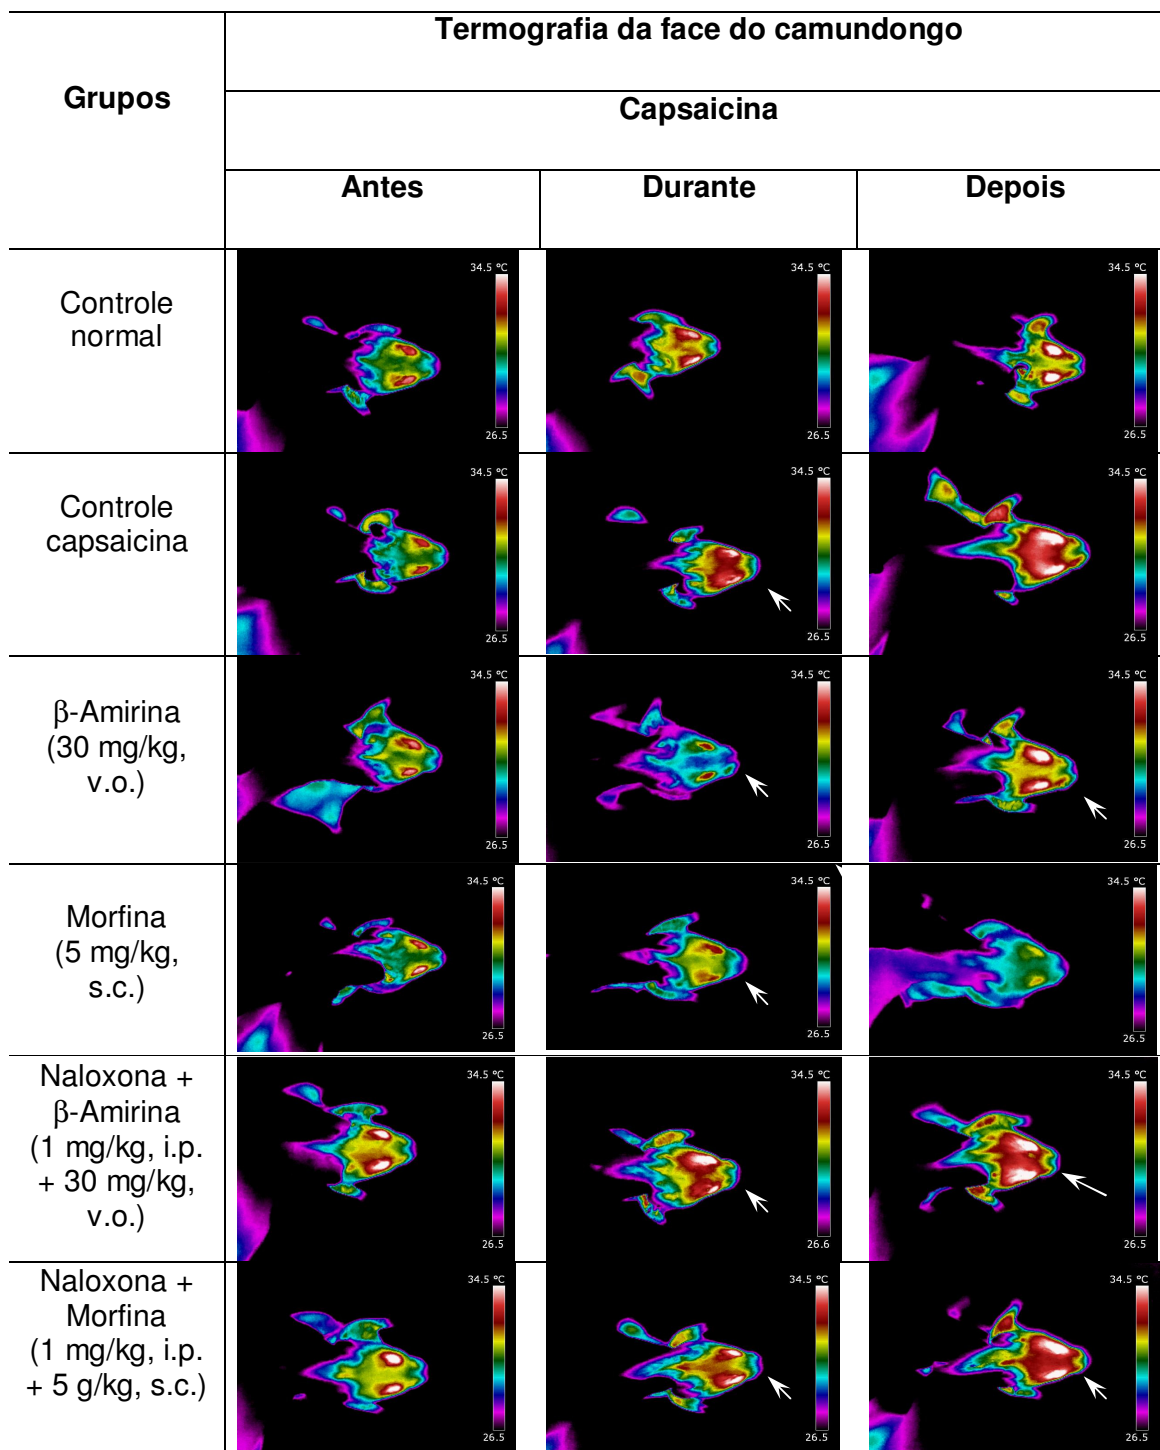 Termografia da face do camundongo
Grupos
Capsaicina
Antes
Durante
Depois
Controle
normal
34.5 °C
26.5
34.5 °C
26.5
34.5 °C
26.5
Controle
capsaicina
34.5 °C
26.5
34.5 °C
26.5
34.5 °C
26.5
β-Amirina
(30 mg/kg,
v.o.)
34.5 °C
26.5
34.5 °C
26.5
34.5 °C
26.5
Morfina
(5 mg/kg,
s.c.)
34.5 °C
26.5
34.5 °C
26.5
34.5 °C
26.5
Naloxona +
β-Amirina
(1 mg/kg, i.p.
+ 30 mg/kg,
v.o.)
34.5 °C
26.5
34.5 °C
26.6
34.5 °C
26.5
Naloxona +
Morfina
(1 mg/kg, i.p.
+ 5 g/kg, s.c.)
34.5 °C
26.5
34.5 °C
26.5
34.5 °C
26.5